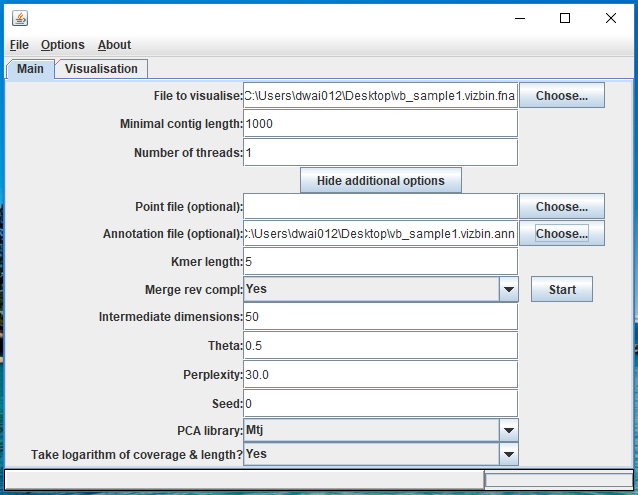 File Options About
Main Visualisation
File to visualise: C:\Users\dwai012\Desktop\vb_sample1.vizbin.fna Choose...
Minimal contig length: 1000
Number of threads: 1
Hide additional options
Point file (optional): Choose...
Annotation file (optional): C:\Users\dwai012\Desktop\vb_sample1.vizbin.ann Choose...
Kmer length: 5
Merge rev compl: Yes Start
Intermediate dimensions: 50
Theta: 0.5
Perplexity: 30.0
Seed: 0
PCA library: Mtj
Take logarithm of coverage & length? Yes